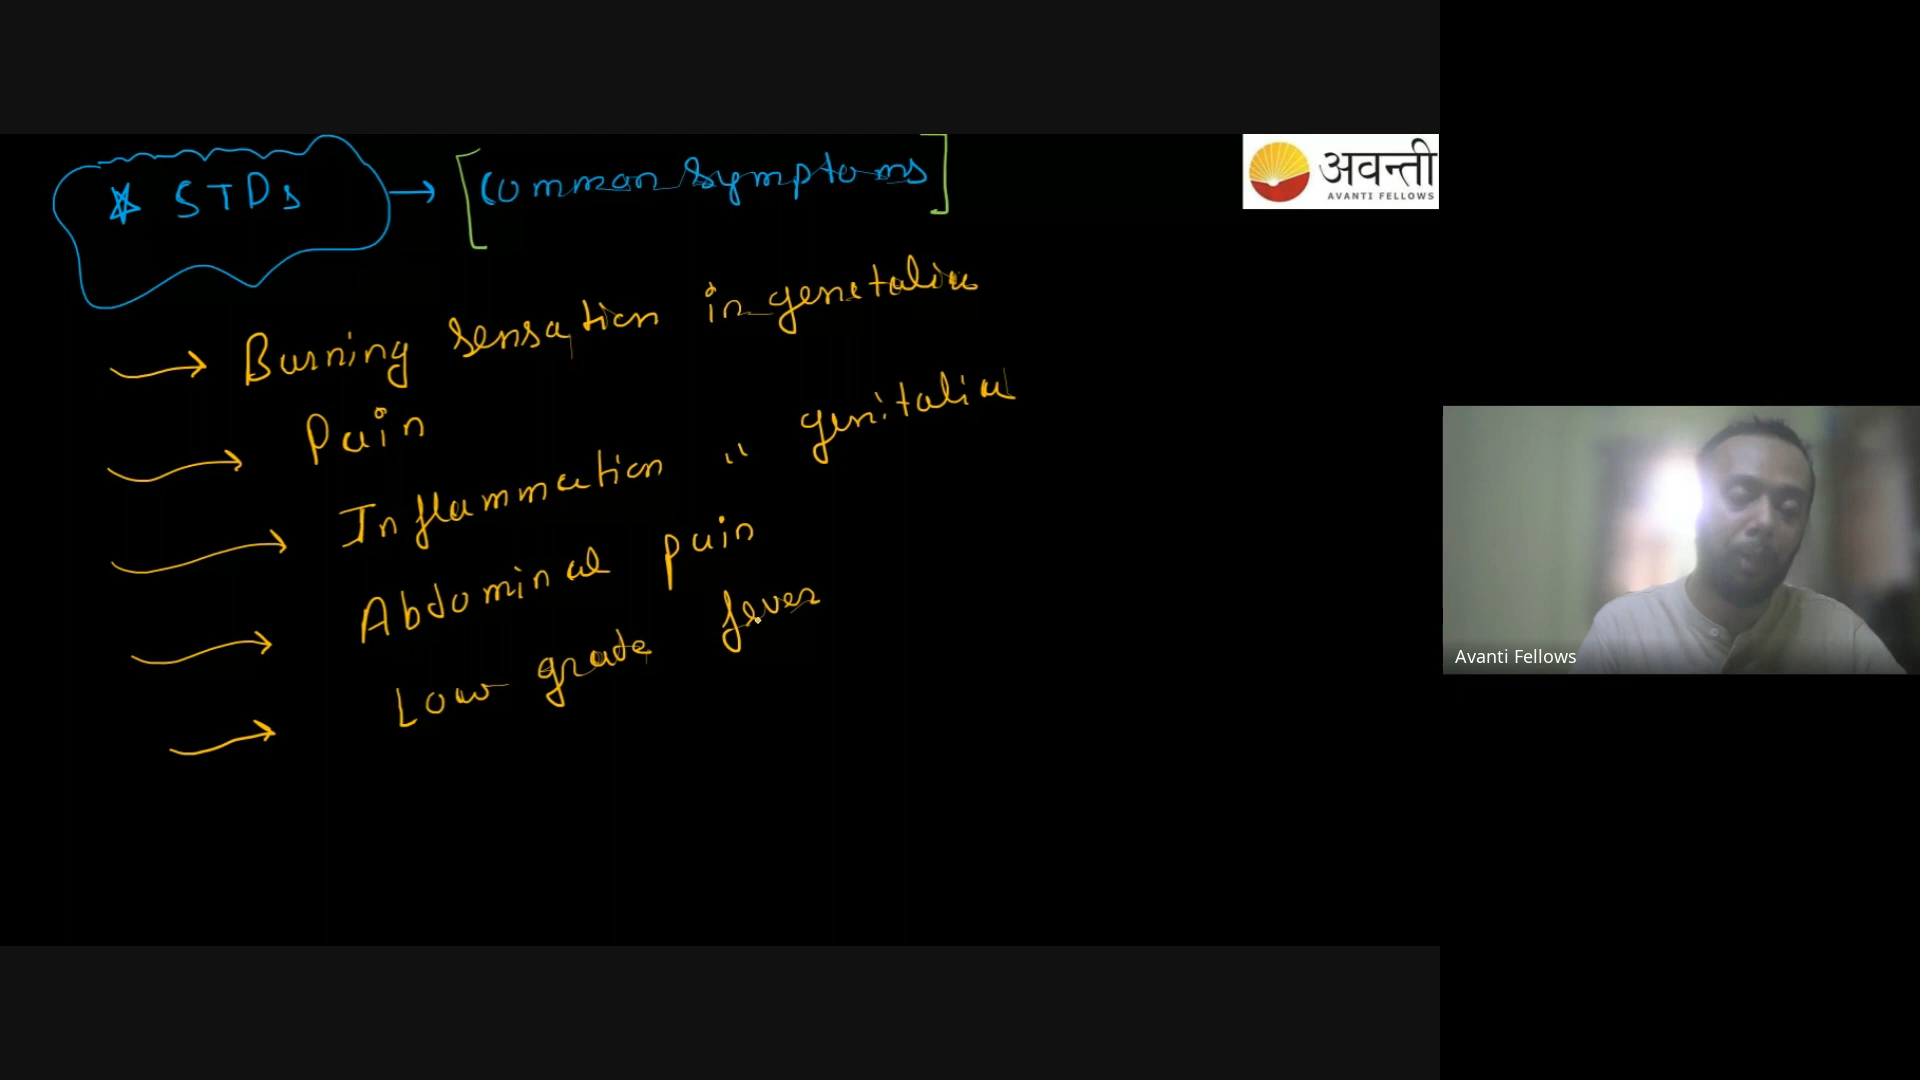 STDs → [Common Symptoms]
अवन्ती
AVANTI FELLOWS
→ Burning sensation in genetalia
→ Pain
→ Inflammation " genitalia
→ Abdominal pain
→ Low grade fever
Avanti Fellows